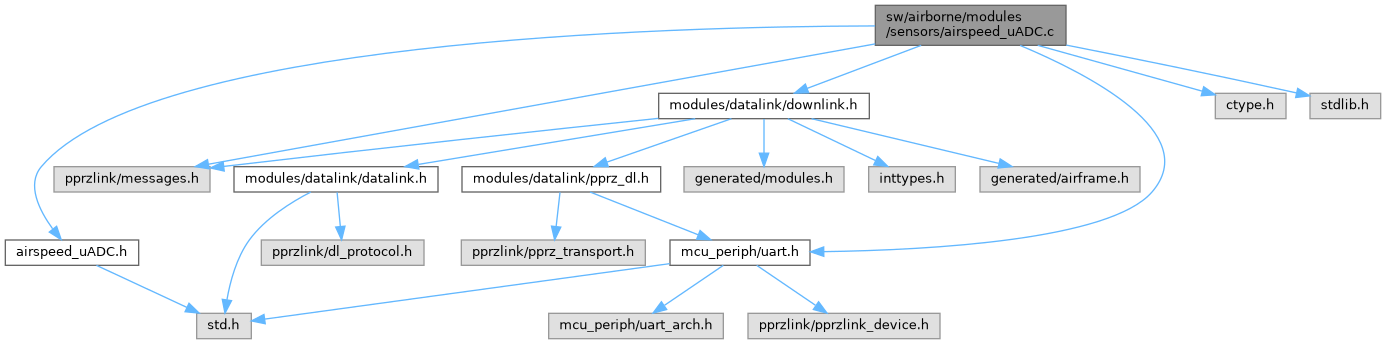 sw/airborne/modules
/sensors/airspeed_uADC.c
modules/datalink/downlink.h
ctype.h
stdlib.h
pprzlink/messages.h
modules/datalink/datalink.h
modules/datalink/pprz_dl.h
generated/modules.h
inttypes.h
generated/airframe.h
airspeed_uADC.h
pprzlink/dl_protocol.h
pprzlink/pprz_transport.h
mcu_periph/uart.h
std.h
mcu_periph/uart_arch.h
pprzlink/pprzlink_device.h